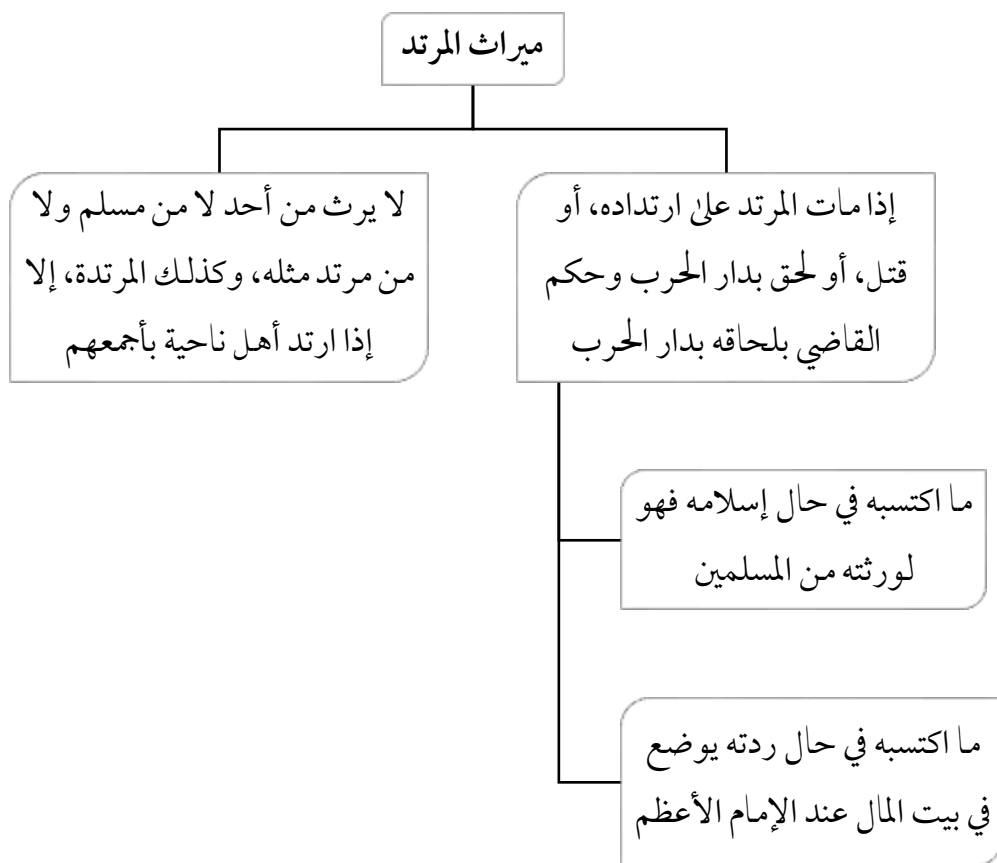 ميراث المرتد
إذا مات المرتد علىٰ ارتداده، أو
قتل، أو لحق بدار الحرب وحكم
القاضي بلحاقه بدار الحرب
لا يرث من أحد لا من مسلم ولا
من مرتد مثله، وكذلك المرتدة، إلا
إذا ارتد أهل ناحية بأجمعهم
ما اكتسبه في حال إسلامه فهو
لورثته من المسلمين
ما اكتسبه في حال ردته يوضع
في بيت المال عند الإمام الأعظم